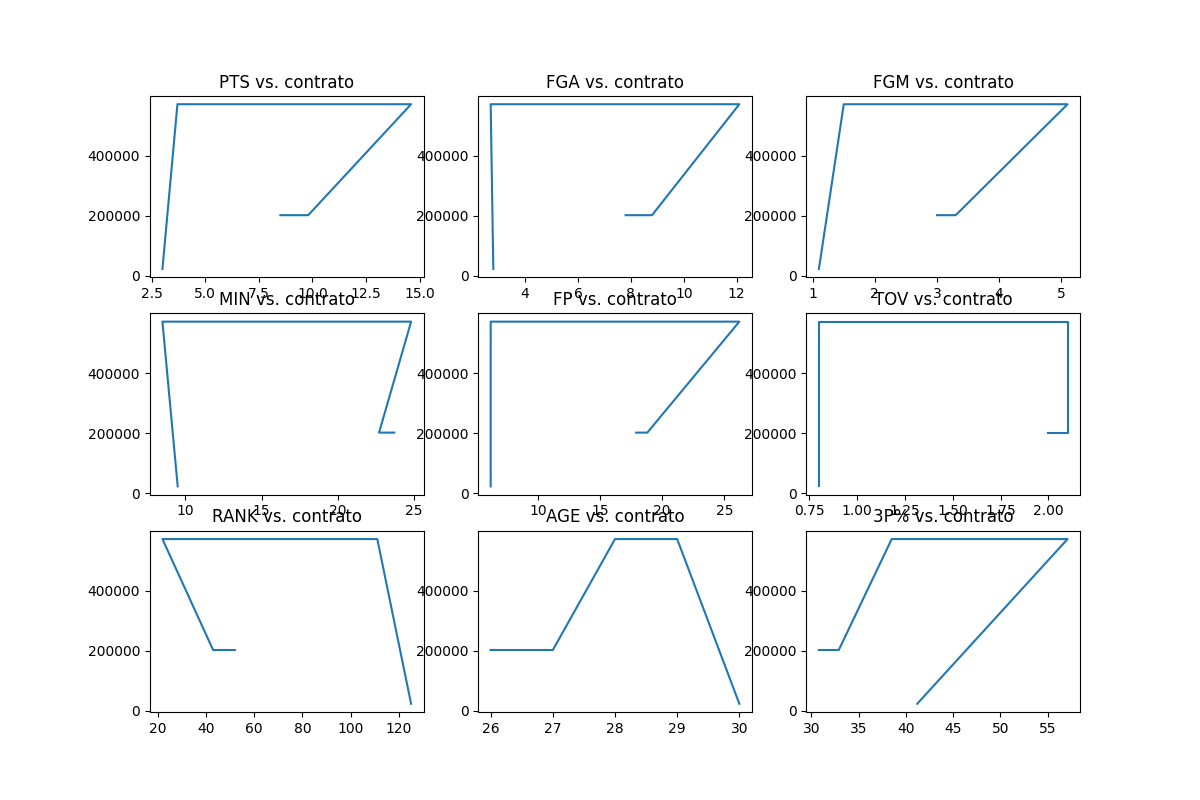 PTS vs. contrato FGA vs. contrato FGM vs. contrato
400000 400000 400000
200000 200000 200000
0 0 0
2.5 5.0 7.5 10.0 12.5 15.0 4 6 8 10 12 1 2 3 4 5
MIN vs. contrato FP vs. contrato TOV vs. contrato
400000 400000 400000
200000 200000 200000
0 0 0
10 15 20 25 10 15 20 25 0.75 1.00 1.25 1.50 1.75 2.00
RANK vs. contrato AGE vs. contrato 3P% vs. contrato
400000 400000 400000
200000 200000 200000
0 0 0
20 40 60 80 100 120 26 27 28 29 30 30 35 40 45 50 55